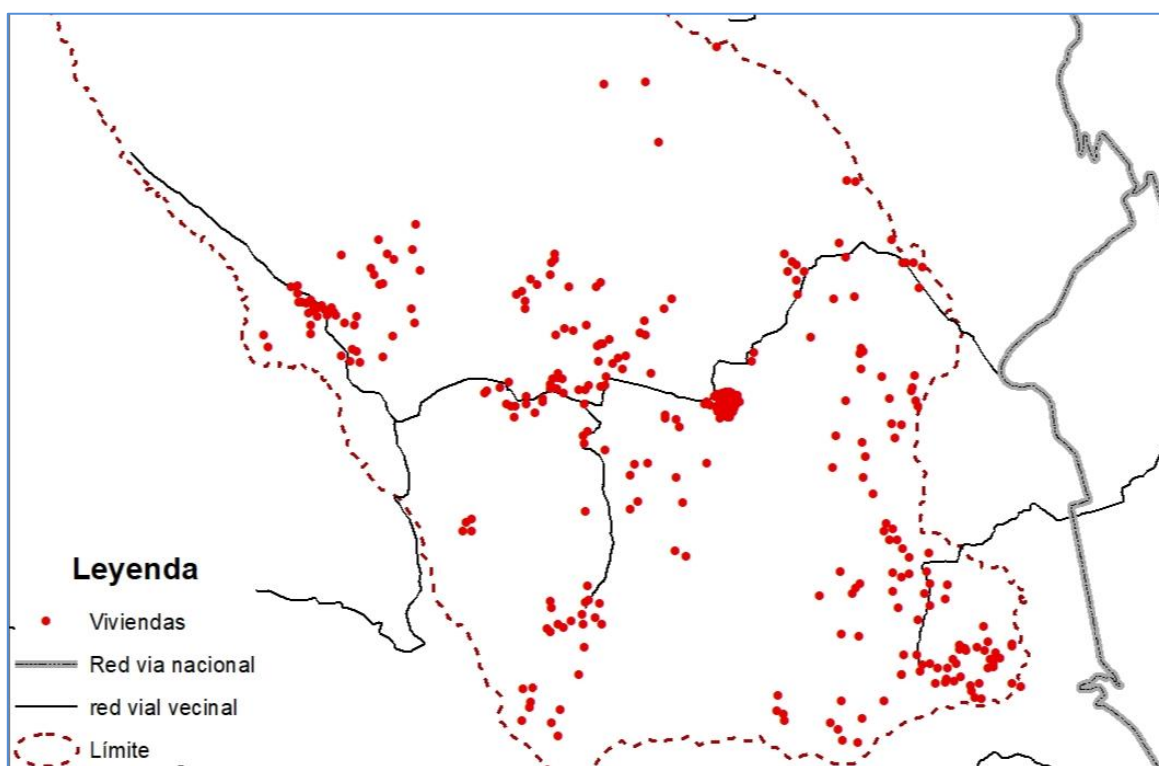 Leyenda
Viviendas
Red via nacional
red vial vecinal
Límite